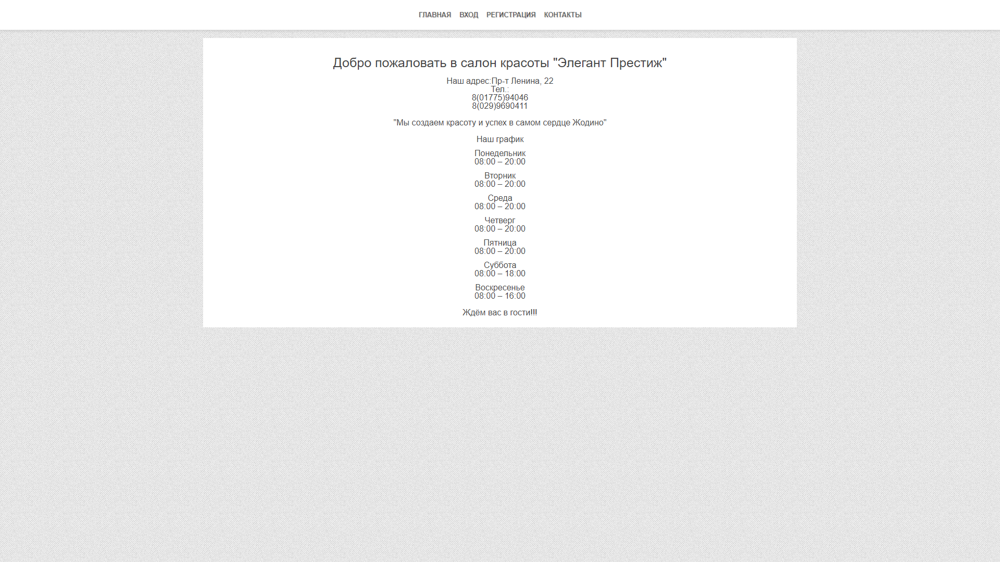 ГЛАВНАЯ ВХОД РЕГИСТРАЦИЯ КОНТАКТЫ
Добро пожаловать в салон красоты "Элегант Престиж"
Наш адрес:Пр-т Ленина, 22
Тел.:
8(01775)94046
8(029)9690411
"Мы создаем красоту и успех в самом сердце Жодино"
Наш график
Понедельник
08:00 – 20:00
Вторник
08:00 – 20:00
Среда
08:00 – 20:00
Четверг
08:00 – 20:00
Пятница
08:00 – 20:00
Суббота
08:00 – 18:00
Воскресенье
08:00 – 16:00
Ждём вас в гости!!!